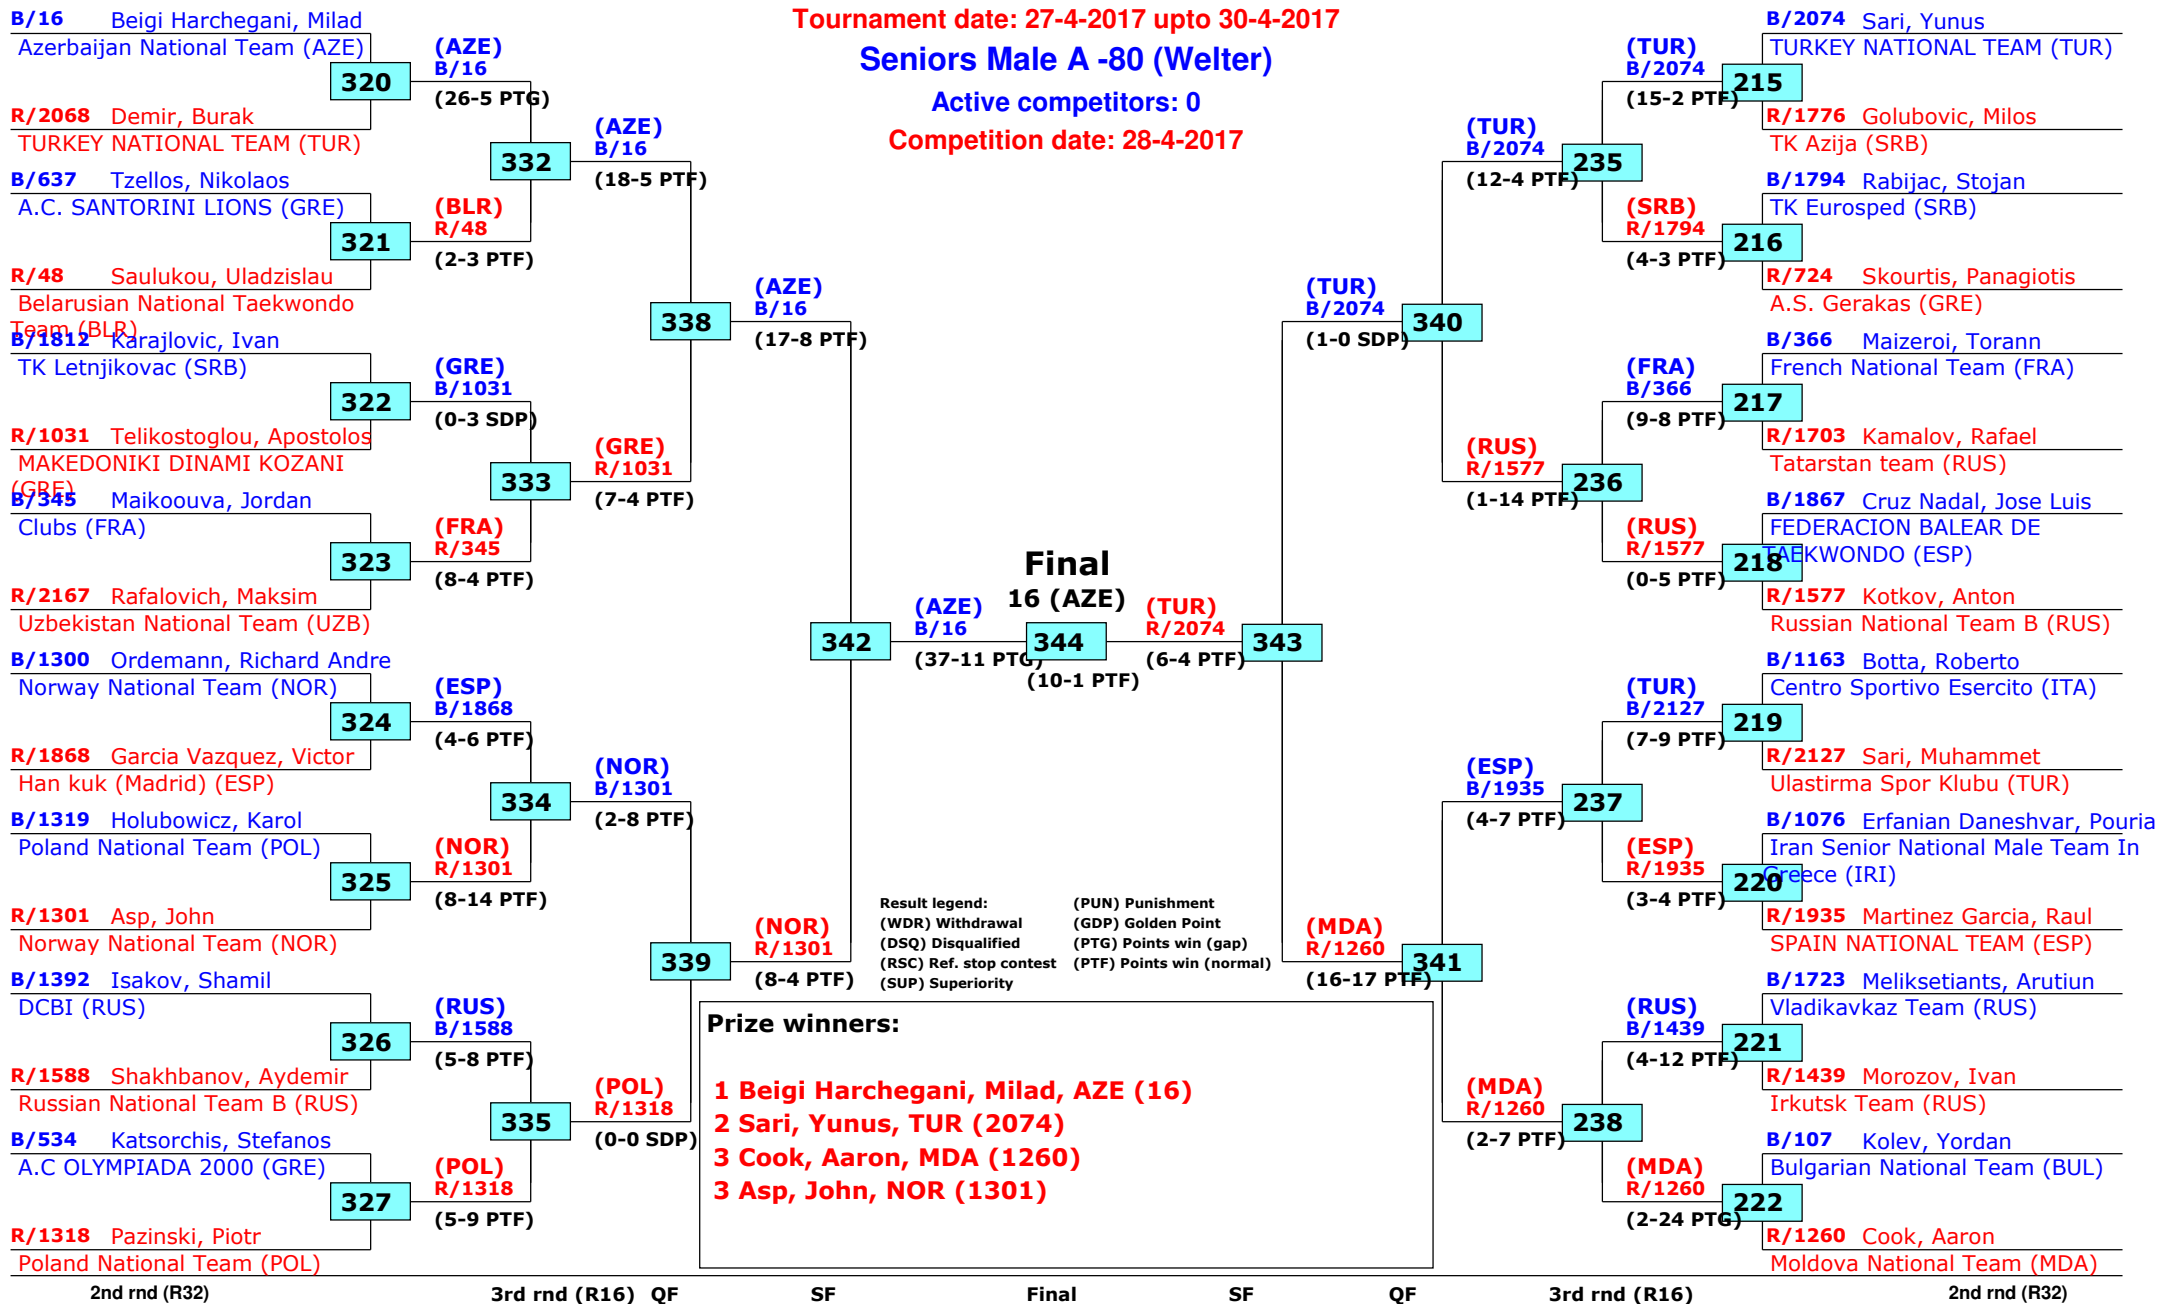 Tournament date: 27-4-2017 upto 30-4-2017
Seniors Male A -80 (Welter)
Active competitors: 0
Competition date: 28-4-2017
B/16 Beigi Harchegani, Milad
Azerbaijan National Team (AZE)
320
R/2068 Demir, Burak
TURKEY NATIONAL TEAM (TUR)
B/637 Tzellos, Nikolaos
A.C. SANTORINI LIONS (GRE)
321
R/48 Saulukou, Uladzislau
Belarusian National Taekwondo
Team (BLR)
B/1812 Karajlovic, Ivan
TK Letnjikovac (SRB)
322
R/1031 Telikostoglou, Apostolos
MAKEDONIKI DINAMI KOZANI
(GRE)
B/345 Maikoouva, Jordan
Clubs (FRA)
323
R/2167 Rafalovich, Maksim
Uzbekistan National Team (UZB)
B/1300 Ordemann, Richard Andre
Norway National Team (NOR)
324
R/1868 Garcia Vazquez, Victor
Han kuk (Madrid) (ESP)
B/1319 Holubowicz, Karol
Poland National Team (POL)
325
R/1301 Asp, John
Norway National Team (NOR)
B/1392 Isakov, Shamil
DCBI (RUS)
326
R/1588 Shakhbanov, Aydemir
Russian National Team B (RUS)
B/534 Katsorchis, Stefanos
A.C OLYMPIADA 2000 (GRE)
327
R/1318 Pazinski, Piotr
Poland National Team (POL)
(AZE)
B/16
(26-5 PTG)
332
(BLR)
R/48
(2-3 PTF)
(GRE)
B/1031
(0-3 SDP)
333
(FRA)
R/345
(8-4 PTF)
(ESP)
B/1868
(4-6 PTF)
334
(NOR)
R/1301
(8-14 PTF)
(RUS)
B/1588
(5-8 PTF)
335
(POL)
R/1318
(5-9 PTF)
(AZE)
B/16
(18-5 PTF)
338
(GRE)
R/1031
(7-4 PTF)
(NOR)
B/1301
(2-8 PTF)
339
(POL)
R/1318
(0-0 SDP)
(AZE)
B/16
(17-8 PTF)
342
(NOR)
R/1301
(8-4 PTF)
(AZE)
B/16
(37-11 PTG)
Final
16 (AZE)
344
(10-1 PTF)
(TUR)
R/2074
(6-4 PTF)
343
(TUR)
B/2074
(1-0 SDP)
340
(MDA)
R/1260
(16-17 PTF)
341
(TUR)
B/2074
(12-4 PTF)
235
(RUS)
R/1577
(1-14 PTF)
236
(ESP)
B/1935
(4-7 PTF)
237
(MDA)
R/1260
(2-7 PTF)
238
(TUR)
B/2074
(15-2 PTF)
(SRB)
R/1794
(4-3 PTF)
(FRA)
B/366
(9-8 PTF)
(RUS)
R/1577
(0-5 PTF)
(TUR)
B/2127
(7-9 PTF)
(ESP)
R/1935
(3-4 PTF)
(RUS)
B/1439
(4-12 PTF)
(MDA)
R/1260
(2-24 PTG)
B/2074 Sari, Yunus
TURKEY NATIONAL TEAM (TUR)
215
R/1776 Golubovic, Milos
TK Azija (SRB)
B/1794 Rabijac, Stojan
TK Eurosped (SRB)
216
R/724 Skourtis, Panagiotis
A.S. Gerakas (GRE)
B/366 Maizeroi, Torann
French National Team (FRA)
217
R/1703 Kamalov, Rafael
Tatarstan team (RUS)
B/1867 Cruz Nadal, Jose Luis
FEDERACION BALEAR DE
TAEKWONDO (ESP)
218
R/1577 Kotkov, Anton
Russian National Team B (RUS)
B/1163 Botta, Roberto
Centro Sportivo Esercito (ITA)
219
R/2127 Sari, Muhammet
Ulastirma Spor Klubu (TUR)
B/1076 Erfanian Daneshvar, Pouria
Iran Senior National Male Team In
Greece (IRI)
220
R/1935 Martinez Garcia, Raul
SPAIN NATIONAL TEAM (ESP)
B/1723 Meliksetiants, Arutiun
Vladikavkaz Team (RUS)
221
R/1439 Morozov, Ivan
Irkutsk Team (RUS)
B/107 Kolev, Yordan
Bulgarian National Team (BUL)
222
R/1260 Cook, Aaron
Moldova National Team (MDA)
Result legend:
(WDR) Withdrawal
(DSQ) Disqualified
(RSC) Ref. stop contest
(SUP) Superiority
(PUN) Punishment
(GDP) Golden Point
(PTG) Points win (gap)
(PTF) Points win (normal)
Prize winners:
1 Beigi Harchegani, Milad, AZE (16)
2 Sari, Yunus, TUR (2074)
3 Cook, Aaron, MDA (1260)
3 Asp, John, NOR (1301)
2nd rnd (R32) 3rd rnd (R16) QF SF Final SF QF 3rd rnd (R16) 2nd rnd (R32)